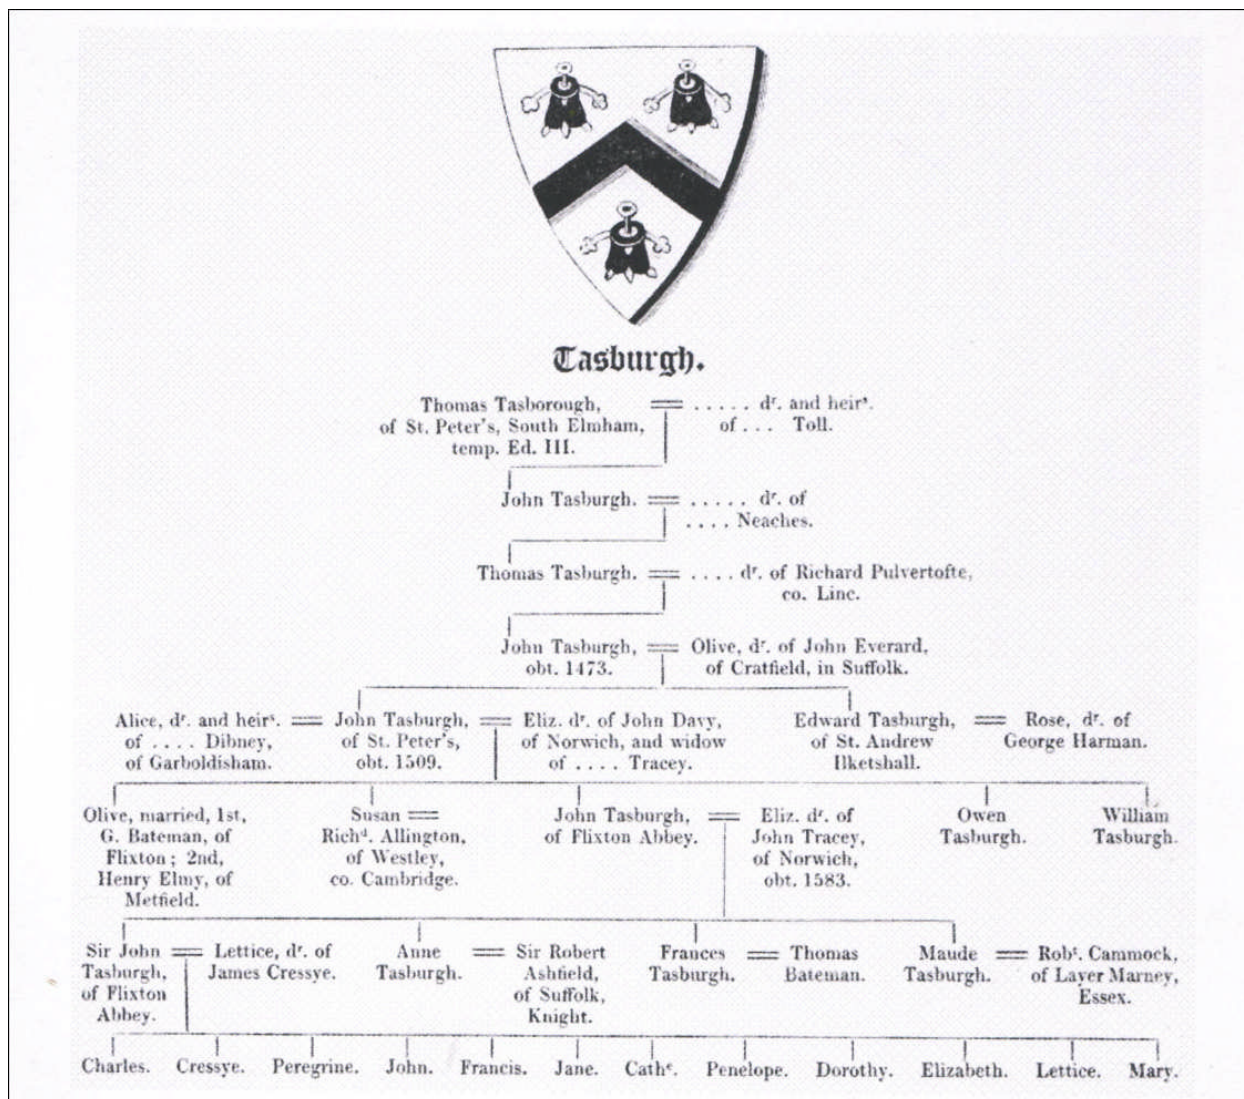 Tasburgh.
Thomas Tasborough,
of St. Peter's, South Elmham,
temp. Ed. III.
..... dʳ. and heirˢ.
of ... Toll.
John Tasburgh.
..... dʳ. of
.... Neaches.
Thomas Tasburgh.
.... dʳ. of Richard Pulvertofte,
co. Linc.
John Tasburgh,
obt. 1473.
Olive, dʳ. of John Everard,
of Cratfield, in Suffolk.
Alice, dʳ. and heirˢ.
of .... Dibney,
of Garboldisham.
John Tasburgh,
of St. Peter's,
obt. 1509.
Eliz. dʳ. of John Davy,
of Norwich, and widow
of .... Tracey.
Edward Tasburgh,
of St. Andrew
Ilketshall.
Rose, dʳ. of
George Harman.
Olive, married, 1st,
G. Bateman, of
Flixton; 2nd,
Henry Elmy, of
Metfield.
Susan =
Richᵈ. Allington,
of Westley,
co. Cambridge.
John Tasburgh,
of Flixton Abbey.
Eliz. dʳ. of
John Tracey,
of Norwich,
obt. 1583.
Owen
Tasburgh.
William
Tasburgh.
Sir John
Tasburgh,
of Flixton
Abbey.
Lettice, dʳ. of
James Cressye.
Anne
Tasburgh.
Sir Robert
Ashfield,
of Suffolk,
Knight.
Frances
Tasburgh.
Thomas
Bateman.
Maude
Tasburgh.
Robᵗ. Cammock,
of Layer Marney,
Essex.
Charles. Cressye. Peregrine. John. Francis. Jane. Cathᵉ. Penelope. Dorothy. Elizabeth. Lettice. Mary.